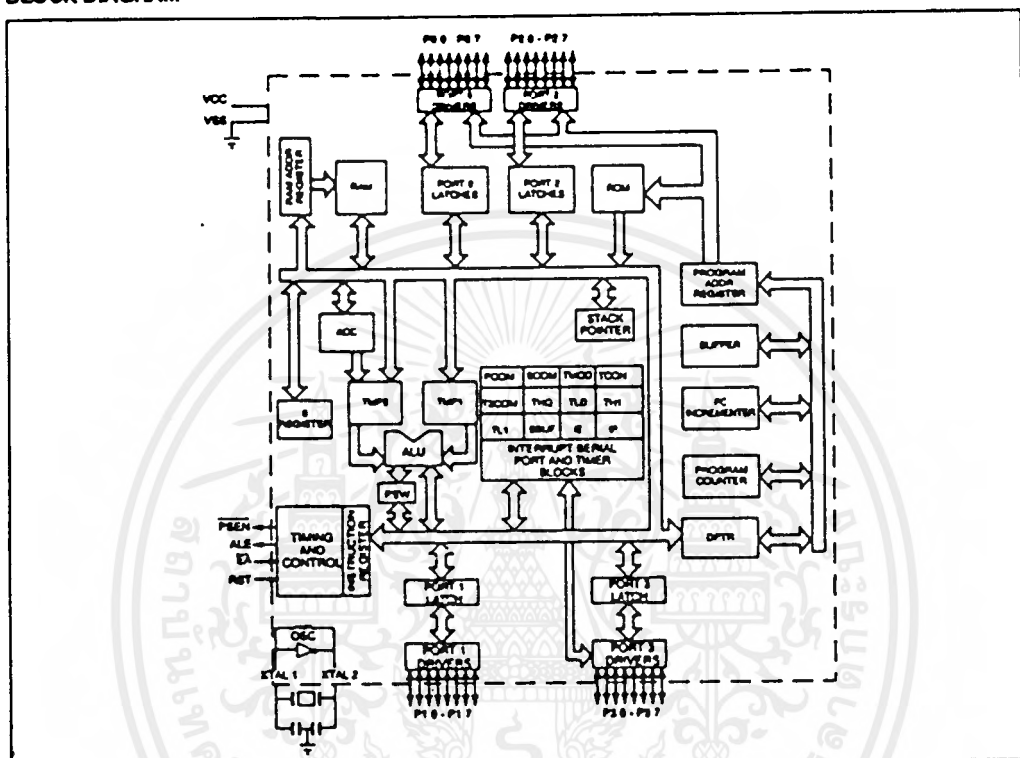 BLOCK DIAGRAM
P0 0 - P0 7
P2 0 - P2 7
VCC
VSS
PORT 0
DRIVERS
PORT 2
DRIVERS
RAM ADDR
REGISTER
RAM
PORT 0
LATCHES
PORT 2
LATCHES
ROM
PROGRAM
ADDR
REGISTER
STACK
POINTER
ACC
BUFFER
B
REGISTER
TMP2
TMP1
PCON
SCON
TMOD
TCON
T2CON
TH0
TL0
TH1
TL1
SBUF
IE
IP
INTERRUPT SERIAL
PORT AND TIMER
BLOCKS
PC
INCREMENTER
ALU
PSW
PROGRAM
COUNTER
PSEN
ALE
EA
RST
TIMING
AND
CONTROL
INSTRUCTION
REGISTER
DPTR
PORT 1
LATCH
PORT 3
LATCH
OSC
XTAL 1
XTAL 2
PORT 1
DRIVERS
PORT 3
DRIVERS
P1 0 - P1 7
P3 0 - P3 7